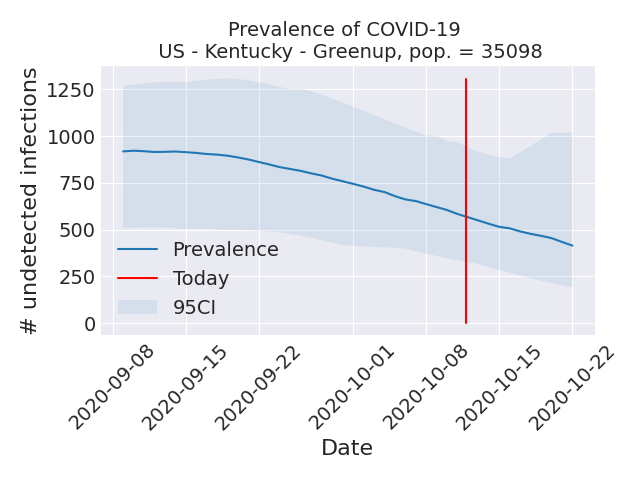 Prevalence of COVID-19
US - Kentucky - Greenup, pop. = 35098
# undetected infections
1250
1000
750
500
250
0
Prevalence
Today
95CI
2020-09-08
2020-09-15
2020-09-22
2020-10-01
2020-10-08
2020-10-15
2020-10-22
Date